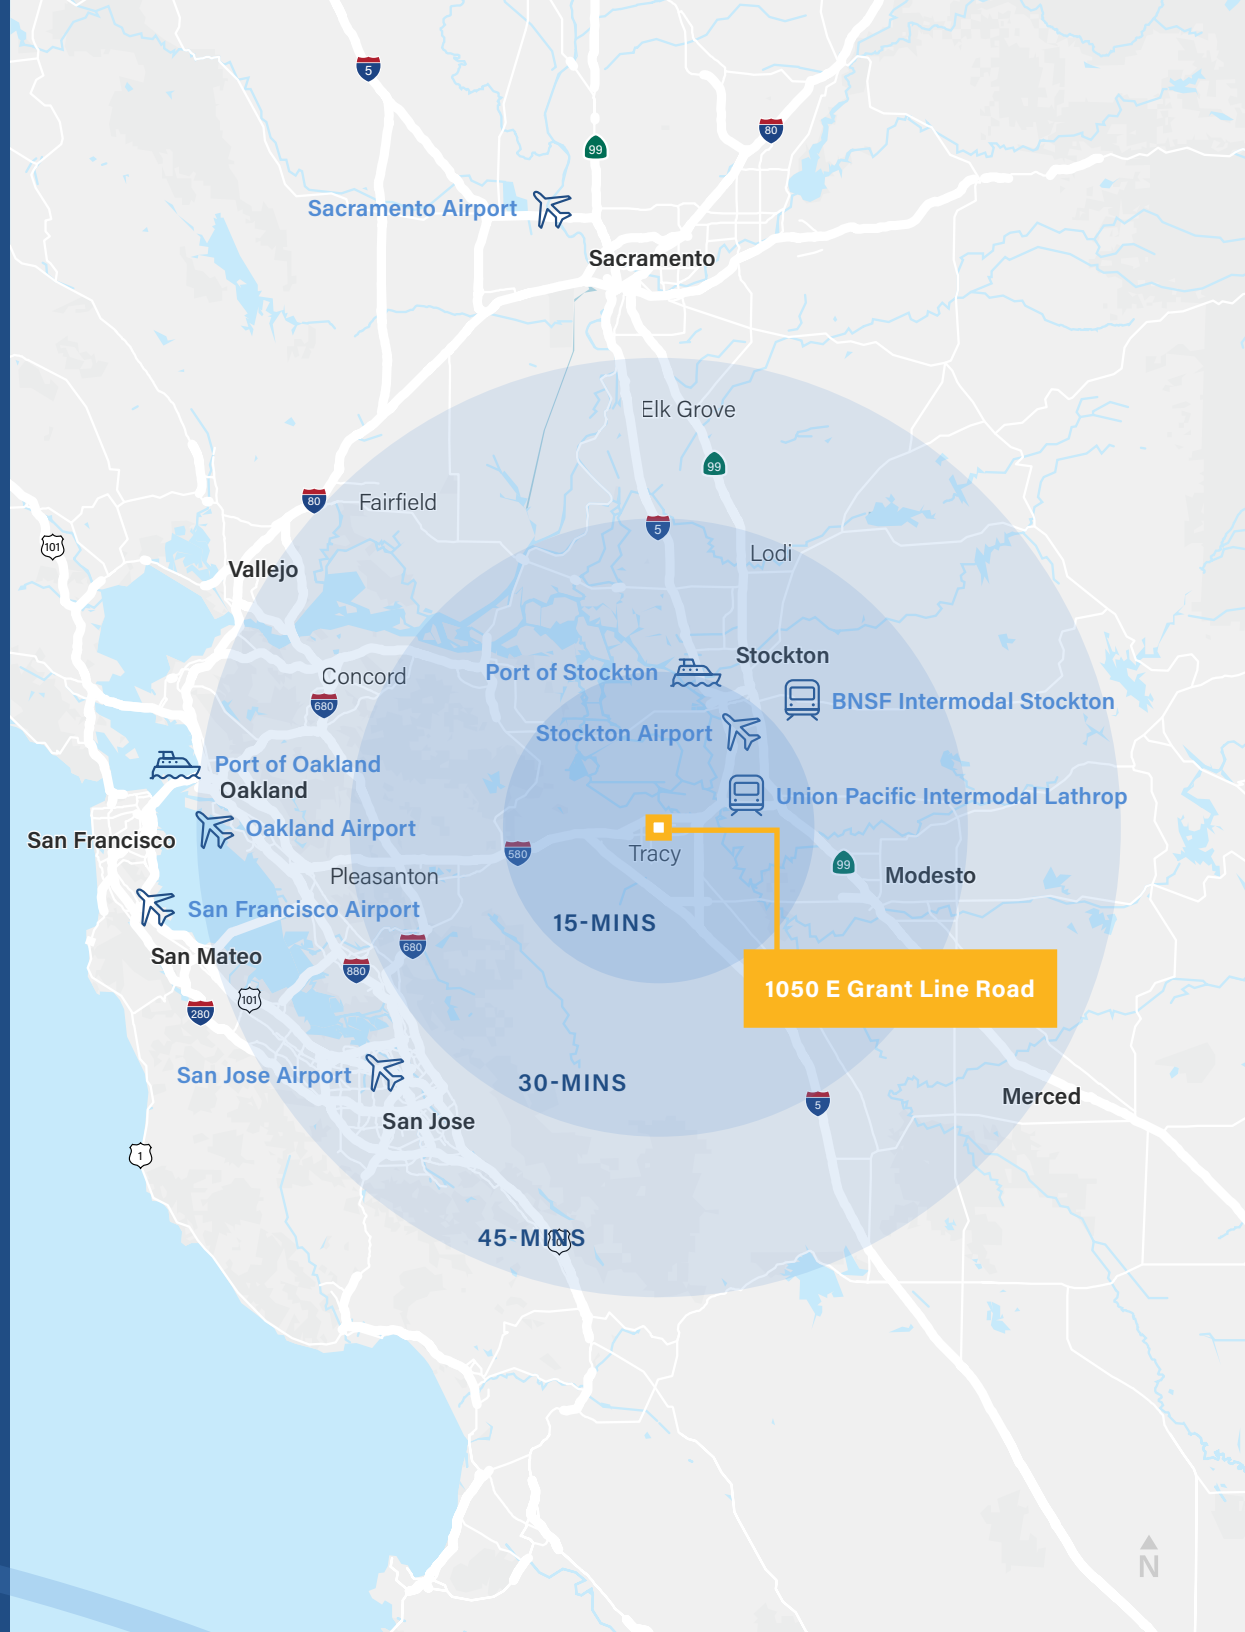 5
80
99
Sacramento Airport
Sacramento
Elk Grove
99
80
Fairfield
5
101
Lodi
Vallejo
Stockton
Port of Stockton
Concord
BNSF Intermodal Stockton
680
Stockton Airport
Port of Oakland
Oakland
Union Pacific Intermodal Lathrop
Oakland Airport
San Francisco
Tracy
580
99
Pleasanton
Modesto
San Francisco Airport
15-MINS
680
San Mateo
880
1050 E Grant Line Road
101
280
San Jose Airport
30-MINS
Merced
5
San Jose
1
45-MINS
101
N